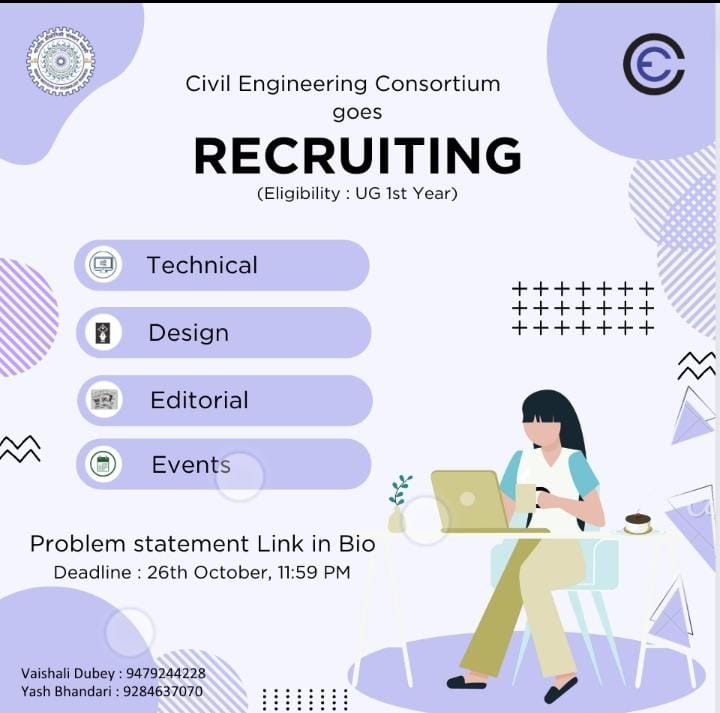 Civil Engineering Consortium
goes
RECRUITING
(Eligibility : UG 1st Year)
Technical
Design
Editorial
Events
Problem statement Link in Bio
Deadline : 26th October, 11:59 PM
Vaishali Dubey : 9479244228
Yash Bhandari : 9284637070